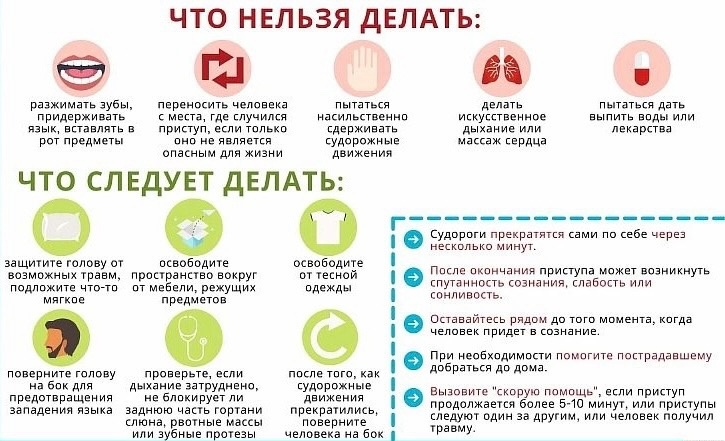 ЧТО НЕЛЬЗЯ ДЕЛАТЬ:
разжимать зубы,
придерживать
язык, вставлять в
рот предметы
переносить человека
с места, где случился
приступ, если только
оно не является
опасным для жизни
пытаться
насильственно
сдерживать
судорожные
движения
делать
искусственное
дыхание или
массаж сердца
пытаться дать
выпить воды или
лекарства
ЧТО СЛЕДУЕТ ДЕЛАТЬ:
защитите голову от
возможных травм,
подложите что-то
мягкое
освободите
пространство вокруг
от мебели, режущих
предметов
освободите
от тесной
одежды
поверните голову
на бок для
предотвращения
западения языка
проверьте, если
дыхание затруднено,
не блокирует ли
заднюю часть гортани
слюна, рвотные массы
или зубные протезы
после того, как
судорожные
движения
прекратились,
поверните
человека на бок
Судороги прекратятся сами по себе через
несколько минут.
После окончания приступа может возникнуть
спутанность сознания, слабость или
сонливость.
Оставайтесь рядом до того момента, когда
человек придет в сознание.
При необходимости помогите пострадавшему
добраться до дома.
Вызовите "скорую помощь", если приступ
продолжается более 5-10 минут, или приступы
следуют один за другим, или человек получил
травму.